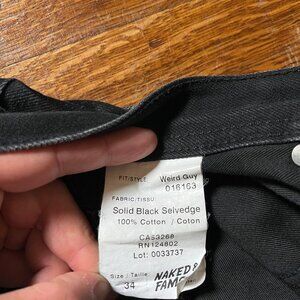 FIT/STYLE: Weird Guy
016163
FABRIC/TISSU
Solid Black Selvedge
100% Cotton / Coton
CA53268
RN124802
Lot: 0033737
Size / Taille
34
NAKED &
FAM